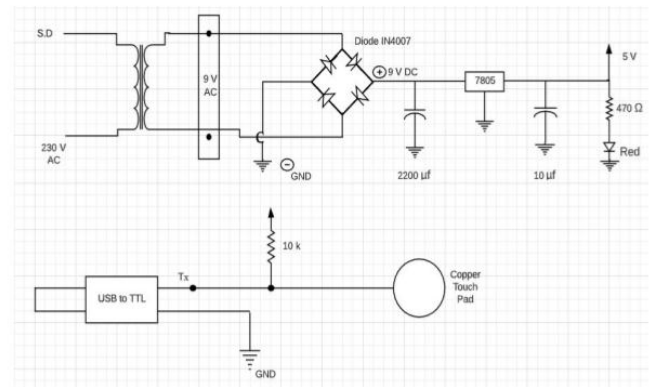 S.D
Diode IN4007
5 V
9 V
AC
+ 9 V DC
7805
470 Ω
230 V
AC
Red
−
GND
2200 µf
10 µf
10 k
Tx
USB to TTL
Copper
Touch
Pad
GND